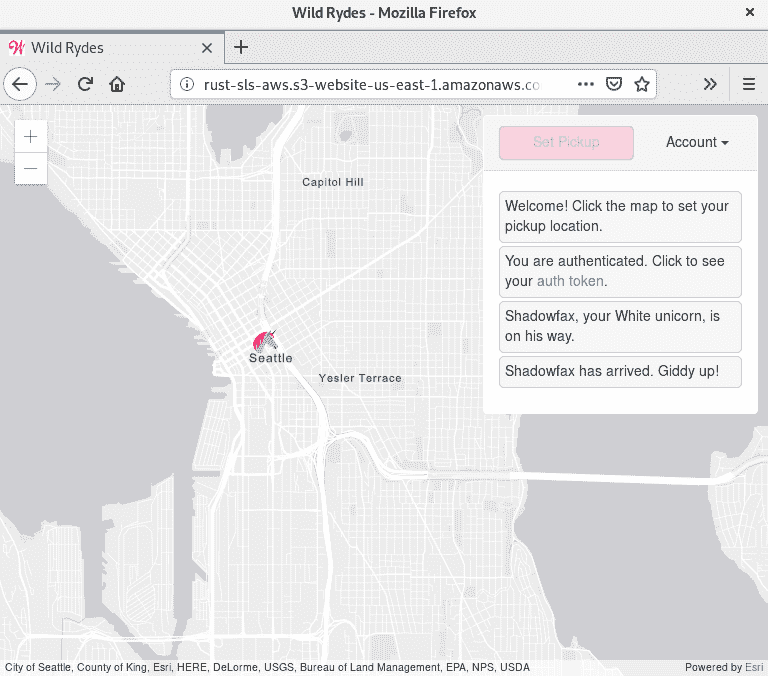 Wild Rydes - Mozilla Firefox
Wild Rydes
rust-sls-aws.s3-website-us-east-1.amazonaws.co
Set Pickup
Account
Welcome! Click the map to set your
pickup location.
You are authenticated. Click to see
your auth token.
Shadowfax, your White unicorn, is
on his way.
Shadowfax has arrived. Giddy up!
Capitol Hill
Seattle
Yesler Terrace
City of Seattle, County of King, Esri, HERE, DeLorme, USGS, Bureau of Land Management, EPA, NPS, USDA
Powered by Esri